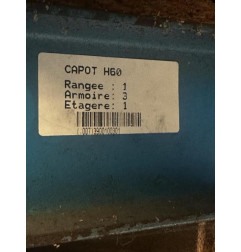 CAPOT H60
Rangee : 1
Armoire: 3
Etagere: 1